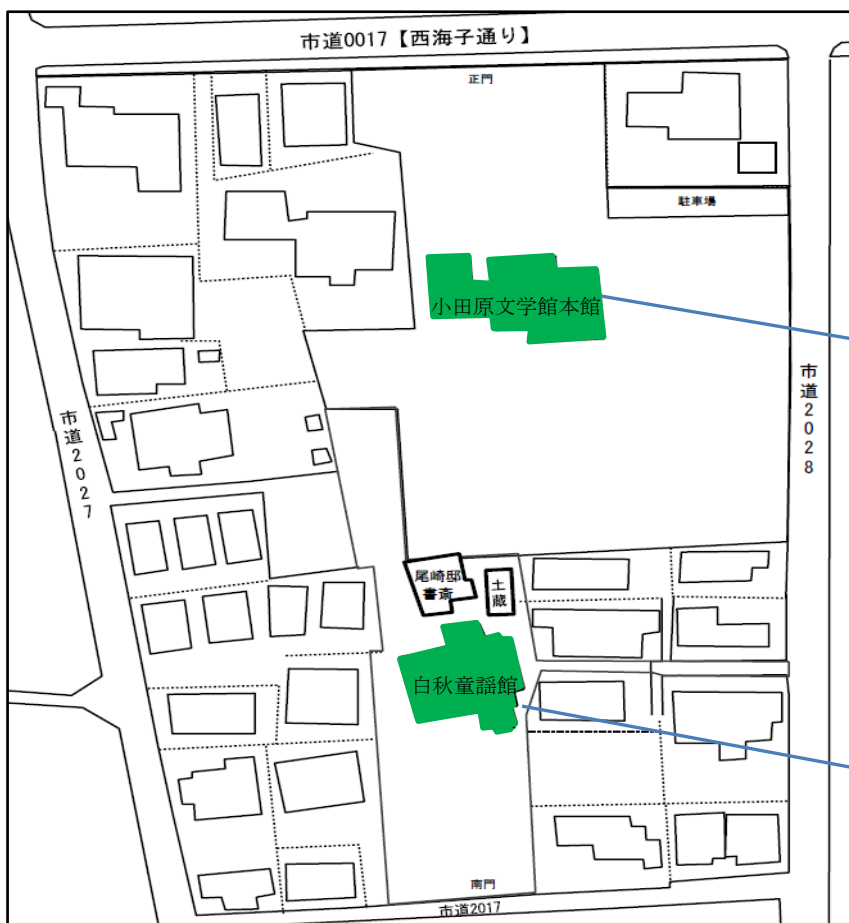 市道0017【西海子通り】
正門
駐車場
小田原文学館本館
市道2028
市道2027
尾崎邸
書斎
土蔵
白秋童謡館
南門
市道2017